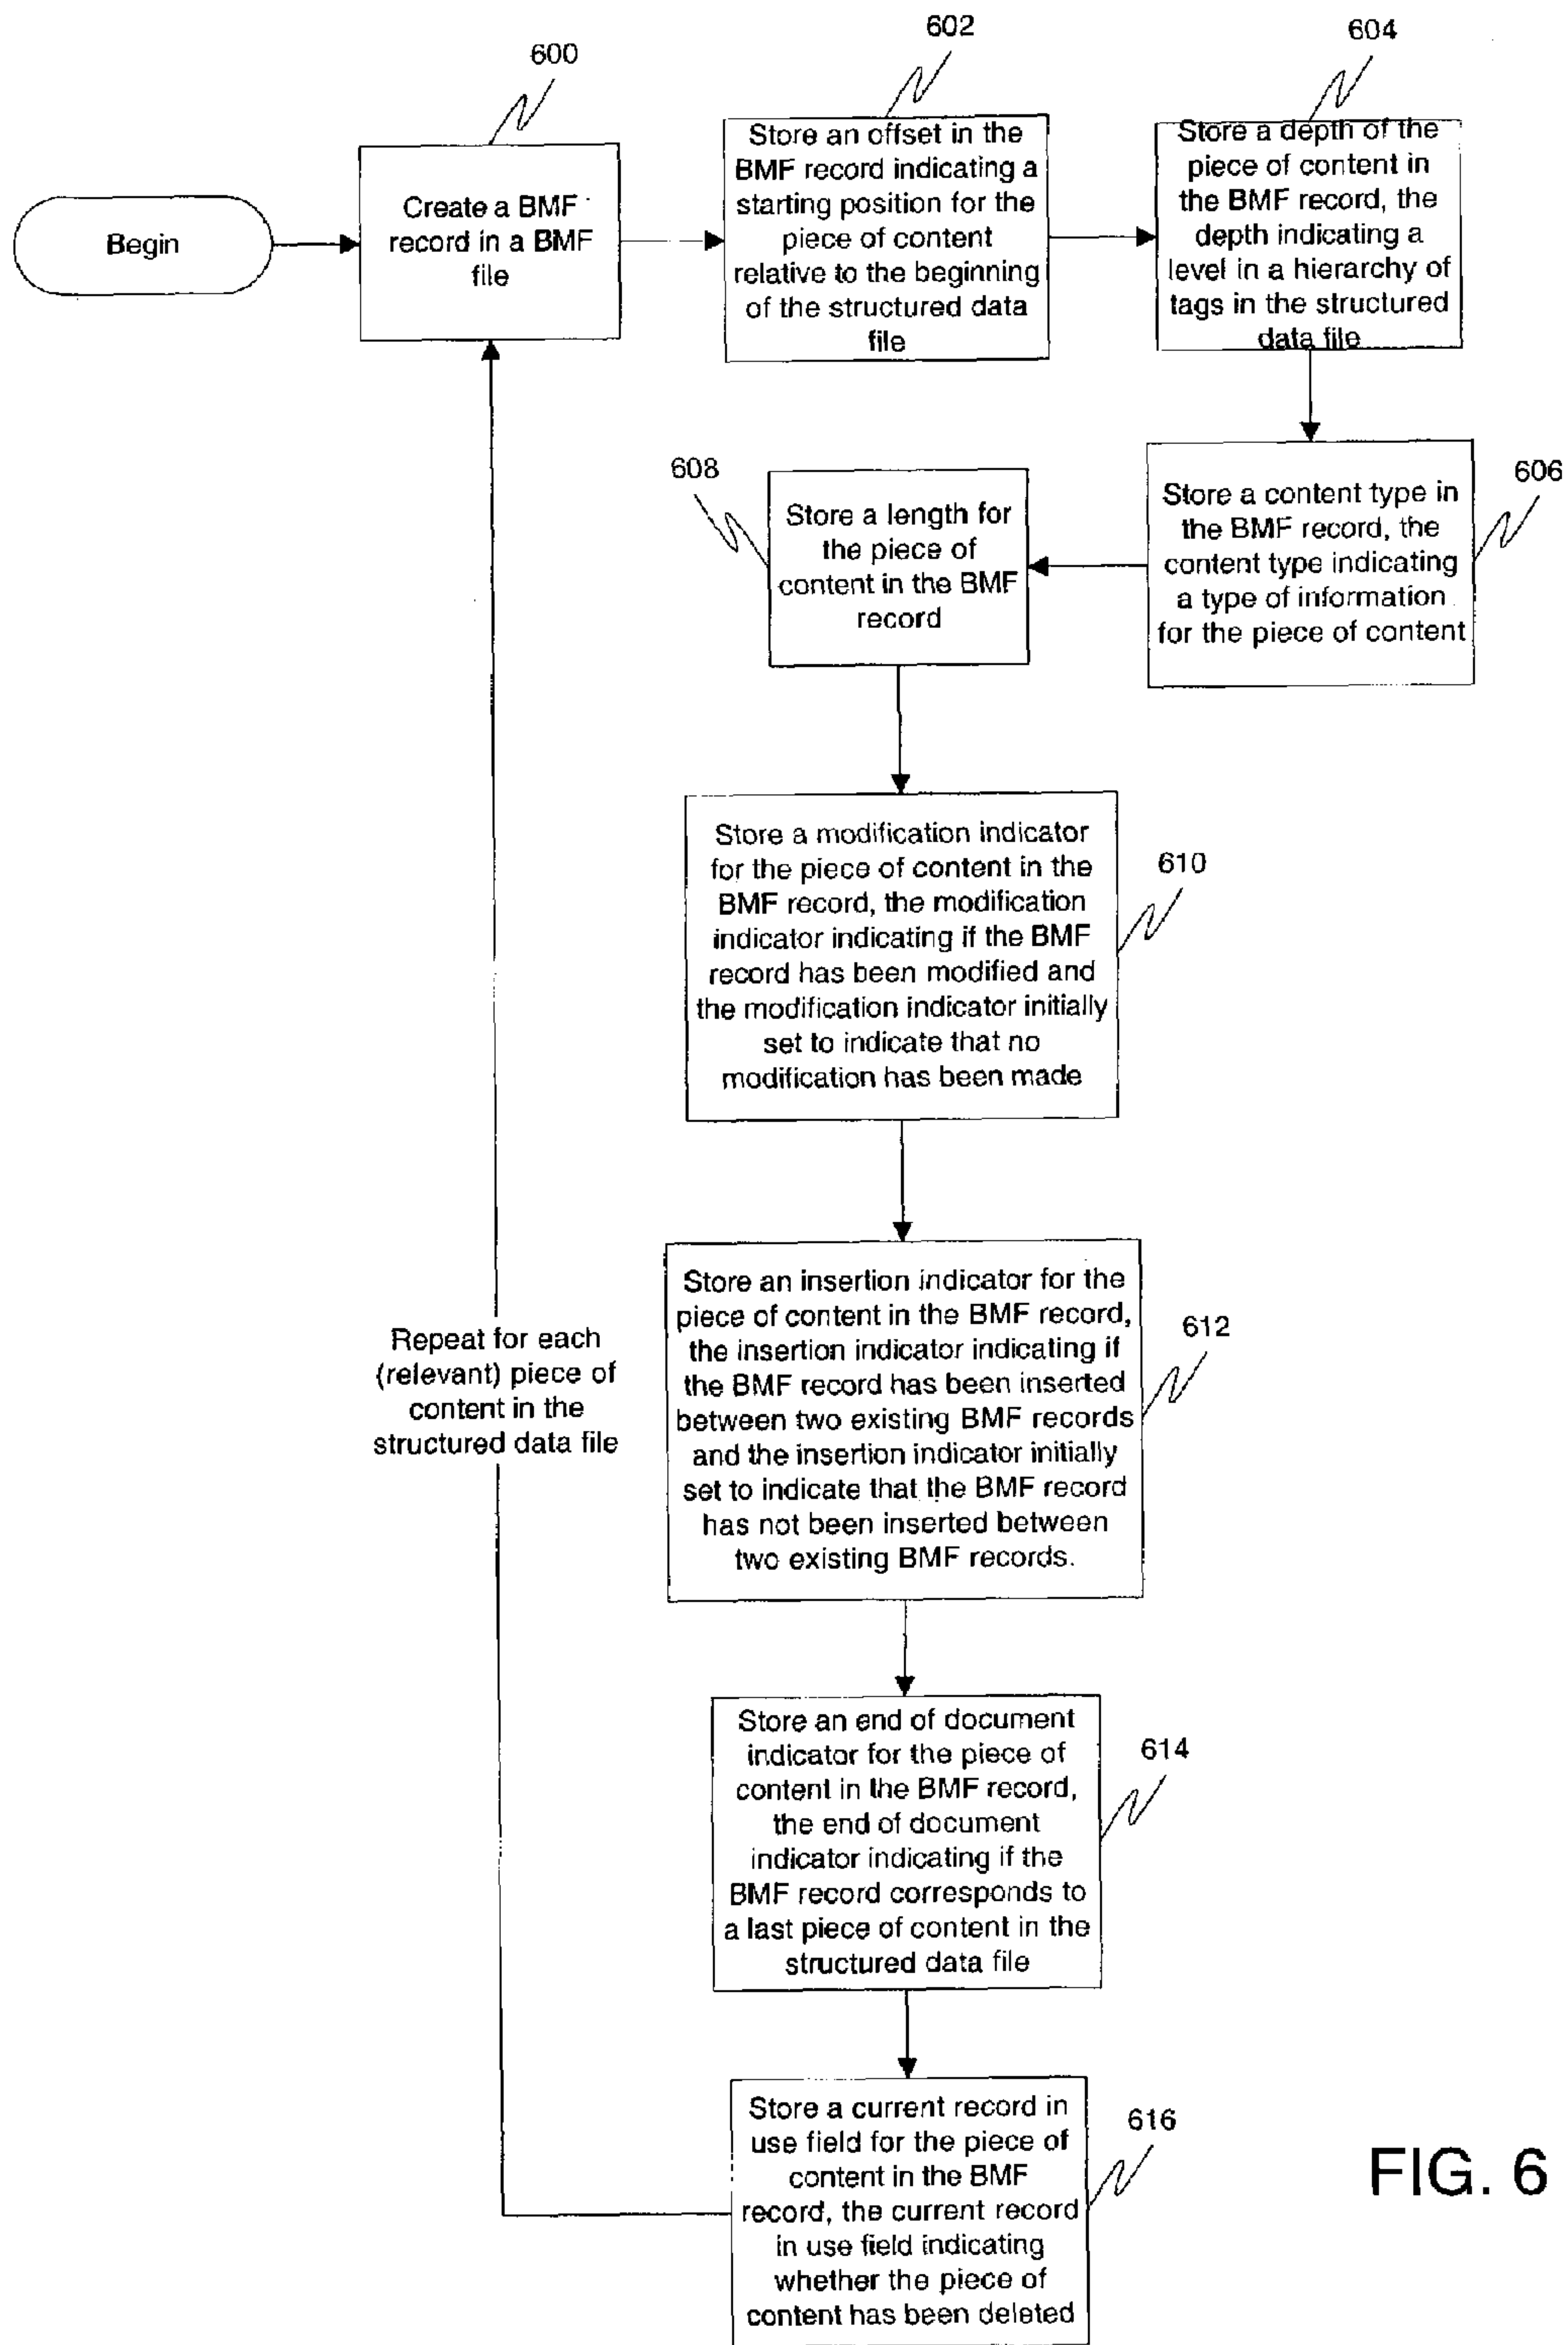 600
602
604
Begin
Create a BMF
record in a BMF
file
Store an offset in the
BMF record indicating a
starting position for the
piece of content
relative to the beginning
of the structured data
file
Store a depth of the
piece of content in
the BMF record, the
depth indicating a
level in a hierarchy of
tags in the structured
data file
606
Store a content type in
the BMF record, the
content type indicating
a type of information
for the piece of content
608
Store a length for
the piece of
content in the BMF
record
610
Store a modification indicator
for the piece of content in the
BMF record, the modification
indicator indicating if the BMF
record has been modified and
the modification indicator initially
set to indicate that no
modification has been made
612
Store an insertion indicator for the
piece of content in the BMF record,
the insertion indicator indicating if
the BMF record has been inserted
between two existing BMF records
and the insertion indicator initially
set to indicate that the BMF record
has not been inserted between
two existing BMF records.
Repeat for each
(relevant) piece of
content in the
structured data file
614
Store an end of document
indicator for the piece of
content in the BMF record,
the end of document
indicator indicating if the
BMF record corresponds to
a last piece of content in the
structured data file
616
Store a current record in
use field for the piece of
content in the BMF
record, the current record
in use field indicating
whether the piece of
content has been deleted
FIG. 6